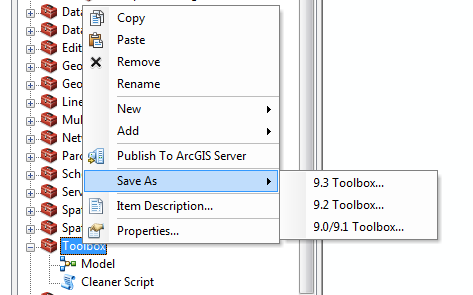 Data
Data
Edit
Geo
Geo
Line
Mul
Net
Parc
Sch
Serv
Spat
Spat
Toolbox
Model
Cleaner Script
Copy
Paste
Remove
Rename
New
Add
Publish To ArcGIS Server
Save As
Item Description...
Properties...
9.3 Toolbox...
9.2 Toolbox...
9.0/9.1 Toolbox...